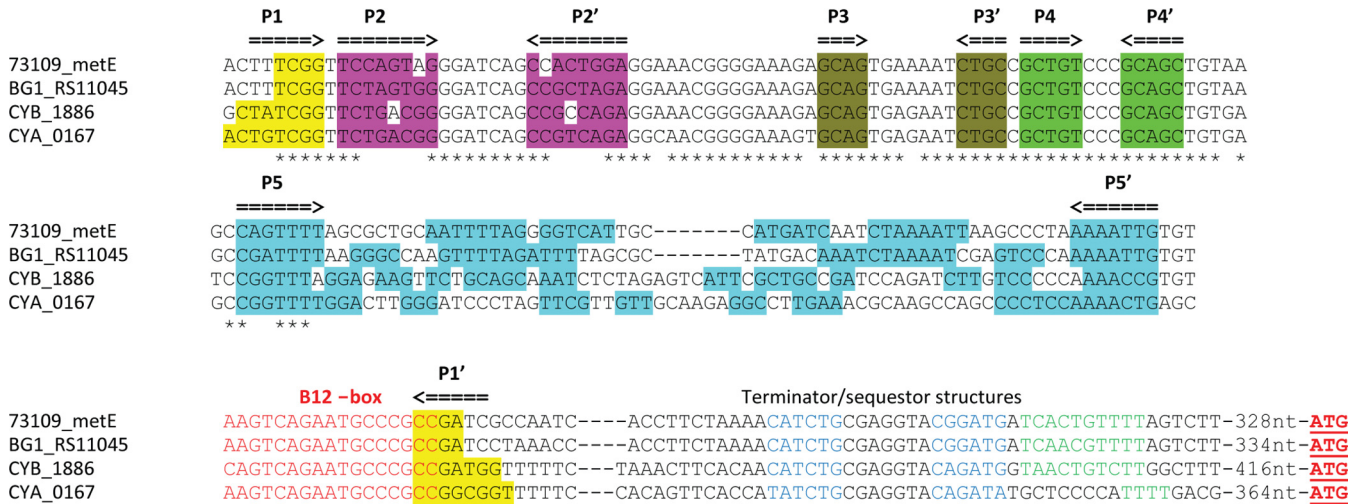 P1 P2 P2’ P3 P3’ P4 P4’
=====> =======> <======= ===> <=== ====> <====
73109_metE ACTTTCGGTTCCAGTAGGGATCAGCCACTGGAGGAAACGGGGAAAGAGCAGTGAAAATCTGCCGCTGTCCCGCAGCTGTAA
BG1_RS11045 ACTTTCGGTTCTAGTGGGGATCAGCCGCTAGAGGAAACGGGGAAAGAGCAGTGAAAATCTGCCGCTGTCCCGCAGCTGTAA
CYB_1886 GCTATCGGTTCTGACGGGGATCAGCCGCCAGAGGAAACGGGGAAAGAGCAGTGAGAATCTGCCGCTGTCCCGCAGCTGTGA
CYA_0167 ACTGTCGGTTCTGACGGGGATCAGCCGTCAGAGGCAACGGGGAAAGTGCAGTGAGAATCTGCCGCTGTCCCGCAGCTGTGA
******* ********** **** *********** ******* ************************ *
P5 P5’
======> <======
73109_metE GCCAGTTTTAGCGCTGCAATTTTAGGGGTCATTGC-------CATGATCAATCTAAAATTAAGCCCTAAAAATTGTGT
BG1_RS11045 GCCGATTTTAAGGGCCAAGTTTTAGATTTTAGCGC-------TATGACAAATCTAAAATCGAGTCCCAAAAATTGTGT
CYB_1886 TCCGGTTTAGGAGAAGTTCTGCAGCAAATCTCTAGAGTCATTCGCTGCCGATCCAGATCTTGTCCCCCAAAACCGTGT
CYA_0167 GCCGGTTTTGGACTTGGGATCCCTAGTTCGTTGTTGCAAGAGGCCTTGAAACGCAAGCCAGCCCCTCCAAAACTGAGC
** ***
P1’
B12 –box <===== Terminator/sequestor structures
73109_metE AAGTCAGAATGCCCGCCGATCGCCAATC----ACCTTCTAAAACATCTGCGAGGTACGGATGATCACTGTTTTAGTCTT-328nt-ATG
BG1_RS11045 AAGTCAGAATGCCCGCCGATCCTAAACC----ACCTTCTAAAACATCTGCGAGGTACGGATGATCAACGTTTTAGTCTT-334nt-ATG
CYB_1886 CAGTCAGAATGCCCGCCGATGGTTTTTC----TAAACTTCACAACATCTGCGAGGTACAGATGGTAACTGTCTTGGCTTT-416nt-ATG
CYA_0167 AAGTCAGAATGCCCGCCGGCGGTTTTTC----CACAGTTCACCATATCTGCGAGGTACAGATATGCTCCCCATTTTGACG-364nt-ATG